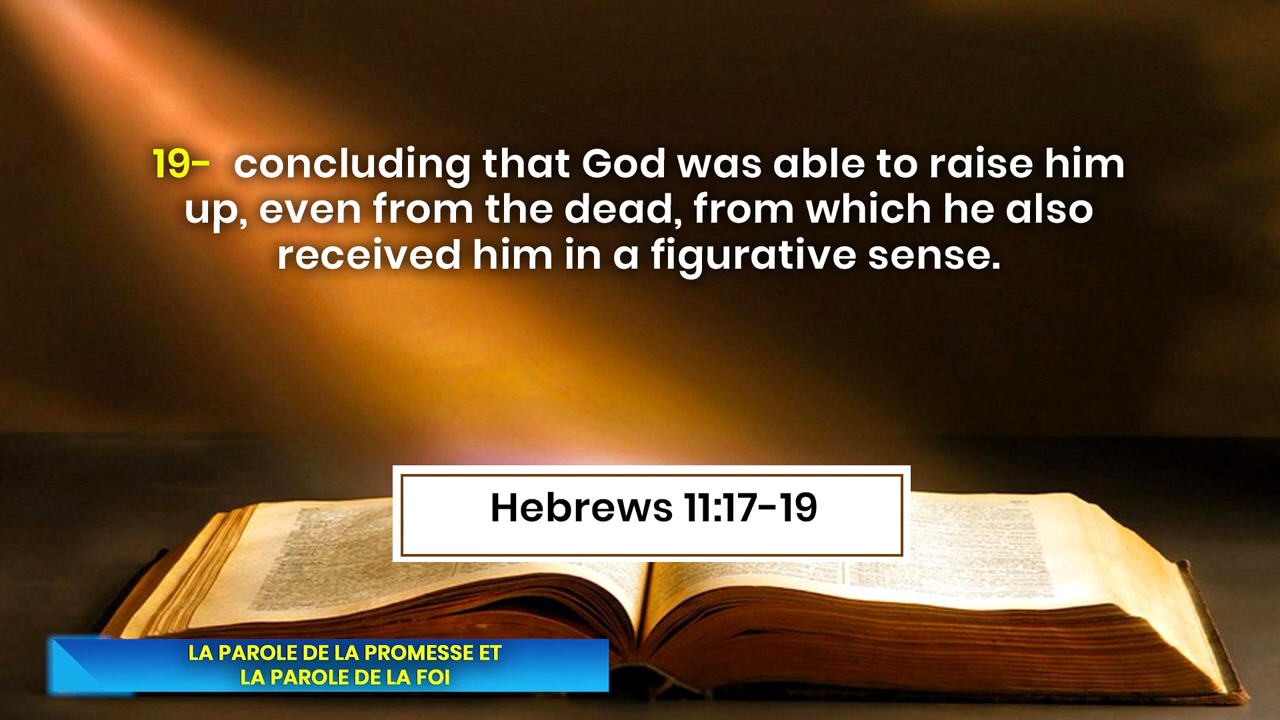 19- concluding that God was able to raise him
up, even from the dead, from which he also
received him in a figurative sense.
Hebrews 11:17-19
LA PAROLE DE LA PROMESSE ET
LA PAROLE DE LA FOI